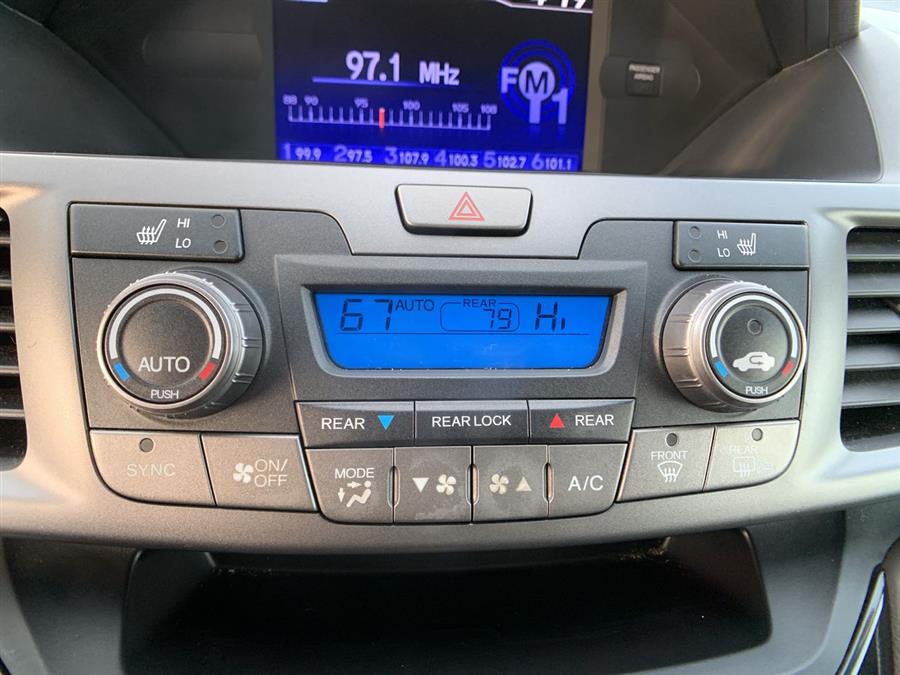 97.1 MHz
FM
1
88 90 95 100 105 108
1 99.9 2 97.5 3 107.9 4 100.3 5 102.7 6 101.1
PASSENGER
AIRBAG
HI
LO
HI
LO
67 AUTO REAR 79 Hi
AUTO
PUSH
PUSH
REAR REAR LOCK REAR
SYNC
ON/
OFF
MODE
A/C
FRONT
REAR